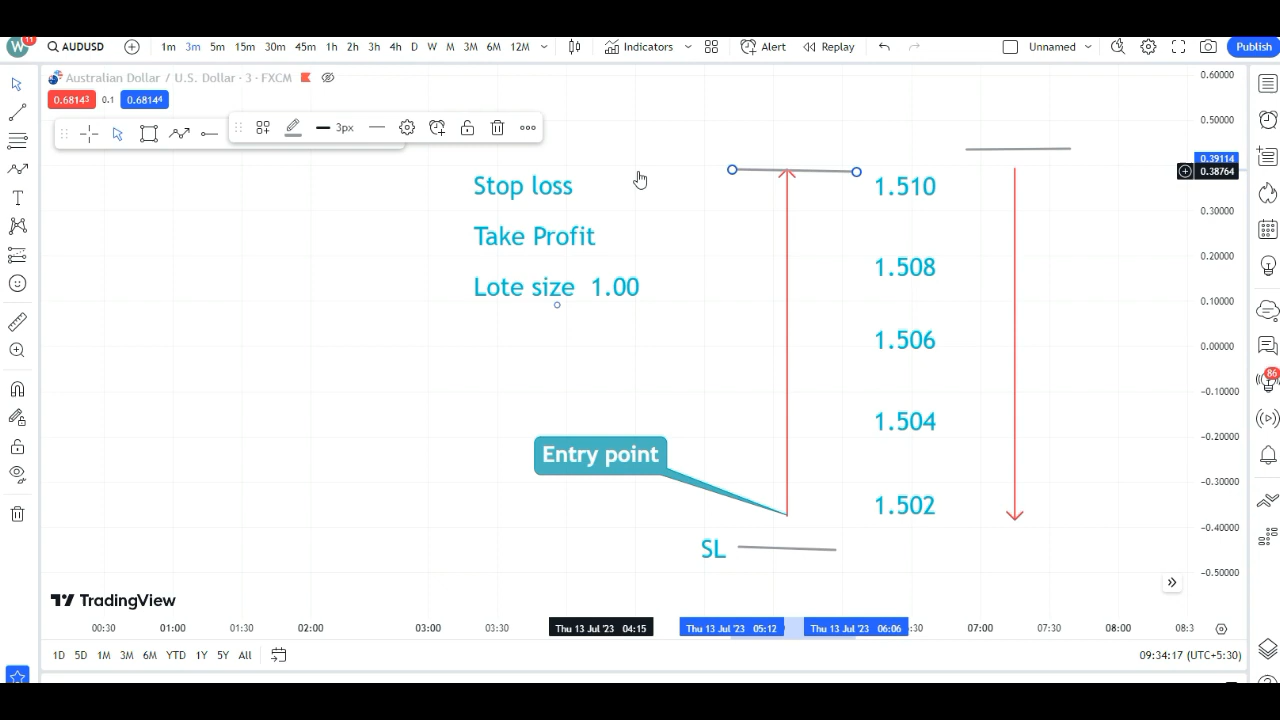 W 11 AUDUSD 1m 3m 5m 15m 30m 45m 1h 2h 3h 4h D W M 3M 6M 12M Indicators Alert Replay Unnamed Publish
Australian Dollar / U.S. Dollar · 3 · FXCM
0.68143 0.1 0.68144
3px
Stop loss
Take Profit
Lote size 1.00
Entry point
SL
1.510
1.508
1.506
1.504
1.502
0.60000
0.50000
0.39114
0.38764
0.30000
0.20000
0.10000
0.00000
−0.10000
−0.20000
−0.30000
−0.40000
−0.50000
86
TradingView
00:30 01:00 01:30 02:00 03:00 03:30 Thu 13 Jul '23 04:15 Thu 13 Jul '23 05:12 Thu 13 Jul '23 06:06 :30 07:00 07:30 08:00 08:3
1D 5D 1M 3M 6M YTD 1Y 5Y All 09:34:17 (UTC+5:30)